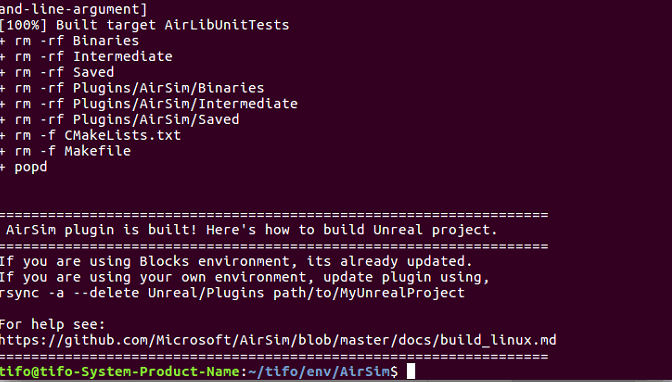 and-line-argument]
[100%] Built target AirLibUnitTests
+ rm -rf Binaries
+ rm -rf Intermediate
+ rm -rf Saved
+ rm -rf Plugins/AirSim/Binaries
+ rm -rf Plugins/AirSim/Intermediate
+ rm -rf Plugins/AirSim/Saved
+ rm -f CMakeLists.txt
+ rm -f Makefile
+ popd
==================================================================
AirSim plugin is built! Here's how to build Unreal project.
==================================================================
If you are using Blocks environment, its already updated.
If you are using your own environment, update plugin using,
rsync -a --delete Unreal/Plugins path/to/MyUnrealProject
For help see:
https://github.com/Microsoft/AirSim/blob/master/docs/build_linux.md
==================================================================
tifo@tifo-System-Product-Name:~/tifo/env/AirSim$